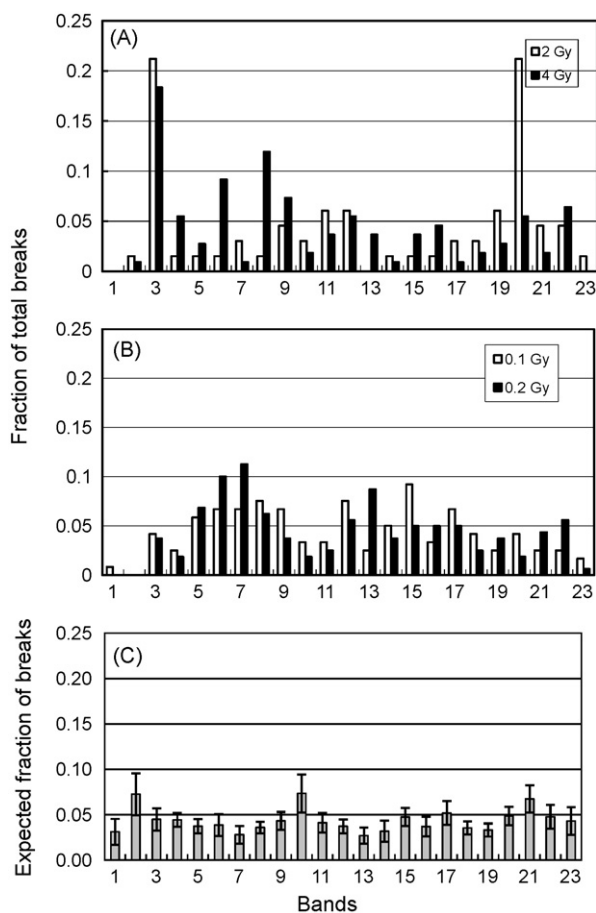 Fraction of total breaks
(A)
2 Gy
4 Gy
0.25
0.2
0.15
0.1
0.05
0
1 3 5 7 9 11 13 15 17 19 21 23
(B)
0.1 Gy
0.2 Gy
0.25
0.2
0.15
0.1
0.05
0
1 3 5 7 9 11 13 15 17 19 21 23
Expected fraction of breaks
(C)
0.25
0.20
0.15
0.10
0.05
0.00
1 3 5 7 9 11 13 15 17 19 21 23
Bands